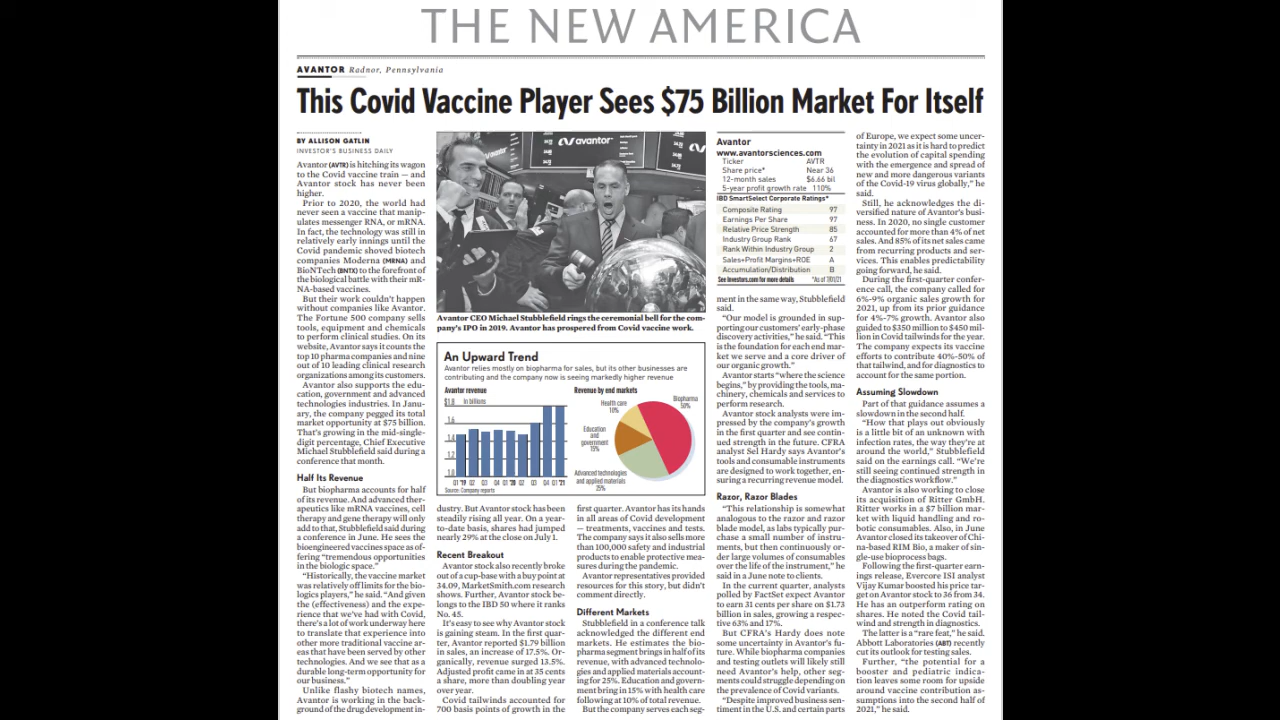 THE NEW AMERICA
AVANTOR Radnor, Pennsylvania
This Covid Vaccine Player Sees $75 Billion Market For Itself
BY ALLISON GATLIN
INVESTOR'S BUSINESS DAILY
Avantor (AVTR) is hitching its wagon
to the Covid vaccine train — and
Avantor stock has never been
higher.
Prior to 2020, the world had
never seen a vaccine that manip-
ulates messenger RNA, or mRNA.
In fact, the technology was still in
relatively early innings until the
Covid pandemic shoved biotech
companies Moderna (MRNA) and
BioNTech (BNTX) to the forefront of
the biological battle with their mR-
NA-based vaccines.
But their work couldn't happen
without companies like Avantor.
The Fortune 500 company sells
tools, equipment and chemicals
to perform clinical studies. On its
website, Avantor says it counts the
top 10 pharma companies and nine
out of 10 leading clinical research
organizations among its customers.
Avantor also supports the edu-
cation, government and advanced
technologies industries. In Janu-
ary, the company pegged its total
market opportunity at $75 billion.
That's growing in the mid-single-
digit percentage, Chief Executive
Michael Stubblefield said during a
conference that month.
Half Its Revenue
But biopharma accounts for half
of its revenue. And advanced ther-
apeutics like mRNA vaccines, cell
therapy and gene therapy will only
add to that, Stubblefield said during
a conference in June. He sees the
bioengineered vaccines space as of-
fering "tremendous opportunities
in the biologic space."
"Historically, the vaccine market
was relatively off limits for the bio-
logics players," he said. "And given
the (effectiveness) and the expe-
rience that we've had with Covid,
there's a lot of work underway here
to translate that experience into
other more traditional vaccine ar-
eas that have been served by other
technologies. And we see that as a
durable long-term opportunity for
our business."
Unlike flashy biotech names,
Avantor is working in the back-
ground of the drug development in-
avantor
Avantor CEO Michael Stubblefield rings the ceremonial bell for the com-
pany's IPO in 2019. Avantor has prospered from Covid vaccine work.
An Upward Trend
Avantor relies mostly on biopharma for sales, but its other businesses are
contributing and the company now is seeing markedly higher revenue
Avantor revenue
$1.8 In billions
1.6
1.4
1.2
1.0
Q1 '19 Q2 Q3 Q4 Q1 '20 Q2 Q3 Q4 Q1 '21
Source: Company reports
Revenue by end markets
Biopharma
50%
Health care
10%
Education
and
government
15%
Advanced technologies
and applied materials
25%
dustry. But Avantor stock has been
steadily rising all year. On a year-
to-date basis, shares had jumped
nearly 29% at the close on July 1.
Recent Breakout
Avantor stock also recently broke
out of a cup-base with a buy point at
34.09, MarketSmith.com research
shows. Further, Avantor stock be-
longs to the IBD 50 where it ranks
No. 45.
It's easy to see why Avantor stock
is gaining steam. In the first quar-
ter, Avantor reported $1.79 billion
in sales, an increase of 17.5%. Or-
ganically, revenue surged 13.5%.
Adjusted profit came in at 35 cents
a share, more than doubling year
over year.
Covid tailwinds accounted for
700 basis points of growth in the
first quarter. Avantor has its hands
in all areas of Covid development
— treatments, vaccines and tests.
The company says it also sells more
than 100,000 safety and industrial
products to enable protective mea-
sures during the pandemic.
Avantor representatives provided
resources for this story, but didn't
comment directly.
Different Markets
Stubblefield in a conference talk
acknowledged the different end
markets. He estimates the bio-
pharma segment brings in half of its
revenue, with advanced technolo-
gies and applied materials account-
ing for 25%. Education and govern-
ment bring in 15% with health care
following at 10% of total revenue.
But the company serves each seg-
Avantor
www.avantorsciences.com
Ticker AVTR
Share price* Near 36
12-month sales $6.66 bil
5-year profit growth rate 110%
IBD SmartSelect Corporate Ratings*
Composite Rating 97
Earnings Per Share 97
Relative Price Strength 85
Industry Group Rank 67
Rank Within Industry Group 2
Sales+Profit Margins+ROE A
Accumulation/Distribution B
See Investors.com for more details *As of 7/01/21
ment in the same way, Stubblefield
said.
"Our model is grounded in sup-
porting our customers' early-phase
discovery activities," he said. "This
is the foundation for each end mar-
ket we serve and a core driver of
our organic growth."
Avantor starts "where the science
begins," by providing the tools, ma-
chinery, chemicals and services to
perform research.
Avantor stock analysts were im-
pressed by the company's growth
in the first quarter and see contin-
ued strength in the future. CFRA
analyst Sel Hardy says Avantor's
tools and consumable instruments
are designed to work together, en-
suring a recurring revenue model.
Razor, Razor Blades
"This relationship is somewhat
analogous to the razor and razor
blade model, as labs typically pur-
chase a small number of instru-
ments, but then continuously or-
der large volumes of consumables
over the life of the instrument," he
said in a June note to clients.
In the current quarter, analysts
polled by FactSet expect Avantor
to earn 31 cents per share on $1.73
billion in sales, growing a respec-
tive 63% and 17%.
But CFRA's Hardy does note
some uncertainty in Avantor's fu-
ture. While biopharma companies
and testing outlets will likely still
need Avantor's help, other seg-
ments could struggle depending on
the prevalence of Covid variants.
"Despite improved business sen-
timent in the U.S. and certain parts
of Europe, we expect some uncer-
tainty in 2021 as it is hard to predict
the evolution of capital spending
with the emergence and spread of
new and more dangerous variants
of the Covid-19 virus globally," he
said.
Still, he acknowledges the di-
versified nature of Avantor's busi-
ness. In 2020, no single customer
accounted for more than 4% of net
sales. And 85% of its net sales came
from recurring products and ser-
vices. This enables predictability
going forward, he said.
During the first-quarter confer-
ence call, the company called for
6%-9% organic sales growth for
2021, up from its prior guidance
for 4%-7% growth. Avantor also
guided to $350 million to $450 mil-
lion in Covid tailwinds for the year.
The company expects its vaccine
efforts to contribute 40%-50% of
that tailwind, and for diagnostics to
account for the same portion.
Assuming Slowdown
Part of that guidance assumes a
slowdown in the second half.
"How that plays out obviously
is a little bit of an unknown with
infection rates, the way they're at
around the world," Stubblefield
said on the earnings call. "We're
still seeing continued strength in
the diagnostics workflow."
Avantor is also working to close
its acquisition of Ritter GmbH.
Ritter works in a $7 billion mar-
ket with liquid handling and ro-
botic consumables. Also, in June
Avantor closed its takeover of Chi-
na-based RIM Bio, a maker of sin-
gle-use bioprocess bags.
Following the first-quarter earn-
ings release, Evercore ISI analyst
Vijay Kumar boosted his price tar-
get on Avantor stock to 36 from 34.
He has an outperform rating on
shares. He noted the Covid tail-
wind and strength in diagnostics.
The latter is a "rare feat," he said.
Abbott Laboratories (ABT) recently
cut its outlook for testing sales.
Further, "the potential for a
booster and pediatric indica-
tion leaves some room for upside
around vaccine contribution as-
sumptions into the second half of
2021," he said.